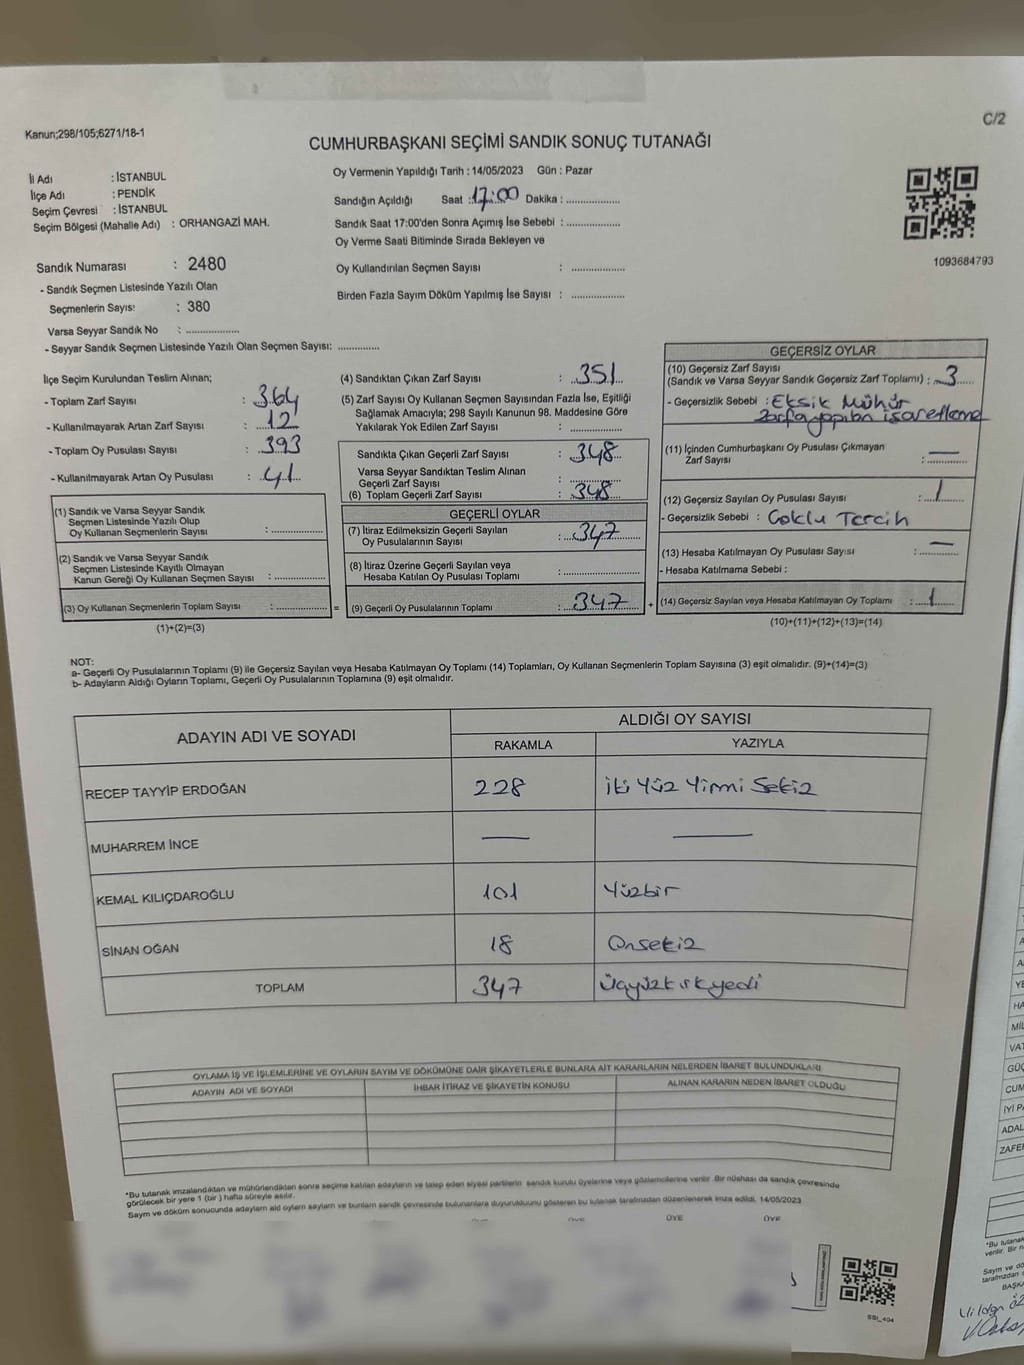 C/2
Kanun;298/105;6271/18-1
CUMHURBAŞKANI SEÇİMİ SANDIK SONUÇ TUTANAĞI
İl Adı : İSTANBUL
İlçe Adı : PENDİK
Seçim Çevresi : İSTANBUL
Seçim Bölgesi (Mahalle Adı) : ORHANGAZİ MAH.
Oy Vermenin Yapıldığı Tarih : 14/05/2023 Gün : Pazar
Sandığın Açıldığı Saat : 17:00 Dakika : ..................
Sandık Saat 17:00'den Sonra Açımış İse Sebebi : ..................
Oy Verme Saati Bitiminde Sırada Bekleyen ve
Oy Kullandırılan Seçmen Sayısı : ..................
Birden Fazla Sayım Döküm Yapılmış İse Sayısı : ..................
1093684793
Sandık Numarası : 2480
- Sandık Seçmen Listesinde Yazılı Olan
Seçmenlerin Sayısı : 380
Varsa Seyyar Sandık No : ..................
- Seyyar Sandık Seçmen Listesinde Yazılı Olan Seçmen Sayısı: ..............
İlçe Seçim Kurulundan Teslim Alınan;
- Toplam Zarf Sayısı : 364
- Kullanılmayarak Artan Zarf Sayısı : 12
- Toplam Oy Pusulası Sayısı : 393
- Kullanılmayarak Artan Oy Pusulası : 41
(1) Sandık ve Varsa Seyyar Sandık
Seçmen Listesinde Yazılı Olup
Oy Kullanan Seçmenlerin Sayısı : ..................
(2) Sandık ve Varsa Seyyar Sandık
Seçmen Listesinde Kayıtlı Olmayan
Kanun Gereği Oy Kullanan Seçmen Sayısı : ..................
(3) Oy Kullanan Seçmenlerin Toplam Sayısı : ..................
(1)+(2)=(3)
=
(4) Sandıktan Çıkan Zarf Sayısı : 351
(5) Zarf Sayısı Oy Kullanan Seçmen Sayısından Fazla İse, Eşitliği
Sağlamak Amacıyla; 298 Sayılı Kanunun 98. Maddesine Göre
Yakılarak Yok Edilen Zarf Sayısı : ..................
Sandıkta Çıkan Geçerli Zarf Sayısı : 348
Varsa Seyyar Sandıktan Teslim Alınan
Geçerli Zarf Sayısı : ..................
(6) Toplam Geçerli Zarf Sayısı : 348
GEÇERLİ OYLAR
(7) İtiraz Edilmeksizin Geçerli Sayılan
Oy Pusulalarının Sayısı : 347
(8) İtiraz Üzerine Geçerli Sayılan veya
Hesaba Katılan Oy Pusulası Toplamı : ..................
(9) Geçerli Oy Pusulalarının Toplamı : 347
+
GEÇERSİZ OYLAR
(10) Geçersiz Zarf Sayısı
(Sandık ve Varsa Seyyar Sandık Geçersiz Zarf Toplamı) : 3
- Geçersizlik Sebebi : Eksik Mühür
zarfa yapılan işaretleme
(11) İçinden Cumhurbaşkanı Oy Pusulası Çıkmayan
Zarf Sayısı : —
(12) Geçersiz Sayılan Oy Pusulası Sayısı : 1
- Geçersizlik Sebebi : Çoklu Tercih
(13) Hesaba Katılmayan Oy Pusulası Sayısı : —
- Hesaba Katılmama Sebebi :
(14) Geçersiz Sayılan veya Hesaba Katılmayan Oy Toplamı : 1
(10)+(11)+(12)+(13)=(14)
NOT:
a- Geçerli Oy Pusulalarının Toplamı (9) ile Geçersiz Sayılan veya Hesaba Katılmayan Oy Toplamı (14) Toplamları, Oy Kullanan Seçmenlerin Toplam Sayısına (3) eşit olmalıdır. (9)+(14)=(3)
b- Adayların Aldığı Oyların Toplamı, Geçerli Oy Pusulalarının Toplamına (9) eşit olmalıdır.
ADAYIN ADI VE SOYADI
ALDIĞI OY SAYISI
RAKAMLA YAZIYLA
RECEP TAYYİP ERDOĞAN 228 İki Yüz Yirmi Sekiz
MUHARREM İNCE — —
KEMAL KILIÇDAROĞLU 101 Yüzbir
SİNAN OĞAN 18 Onsekiz
TOPLAM 347 Üçyüzkırkyedi
OYLAMA İŞ VE İŞLEMLERİNE VE OYLARIN SAYIM VE DÖKÜMÜNE DAİR ŞİKAYETLERLE BUNLARA AİT KARARLARIN NELERDEN İBARET BULUNDUKLARI
ADAYIN ADI VE SOYADI İHBAR İTİRAZ VE ŞİKAYETİN KONUSU ALINAN KARARIN NEDEN İBARET OLDUĞU
*Bu tutanak imzalandıktan ve mühürlendikten sonra seçime katılan adayların ve talep eden siyasi partilerin sandık kurulu üyelerine veya gözlemcilerine verilir. Bir nüshası da sandık çevresinde
görülecek bir yere 1 (bir ) hafta süreyle asılır.
Sayım ve döküm sonucunda adayların ald oyların sayları ve bunların sandık çevresinde bulunanlara duyurulduğunu gösteren bu tutanak tarafımızdan düzenlenerek imza edildi. 14/05/2023
ÜYE ÜYE ÜYE ÜYE
SSI_404
YE
HA
MİL
VAT
GÜÇ
CUM
İYİ PA
ADAL
ZAFE
*Bu tutana
verilir. Bir n
Sayım ve dö
tarafımızdan
BAŞKA